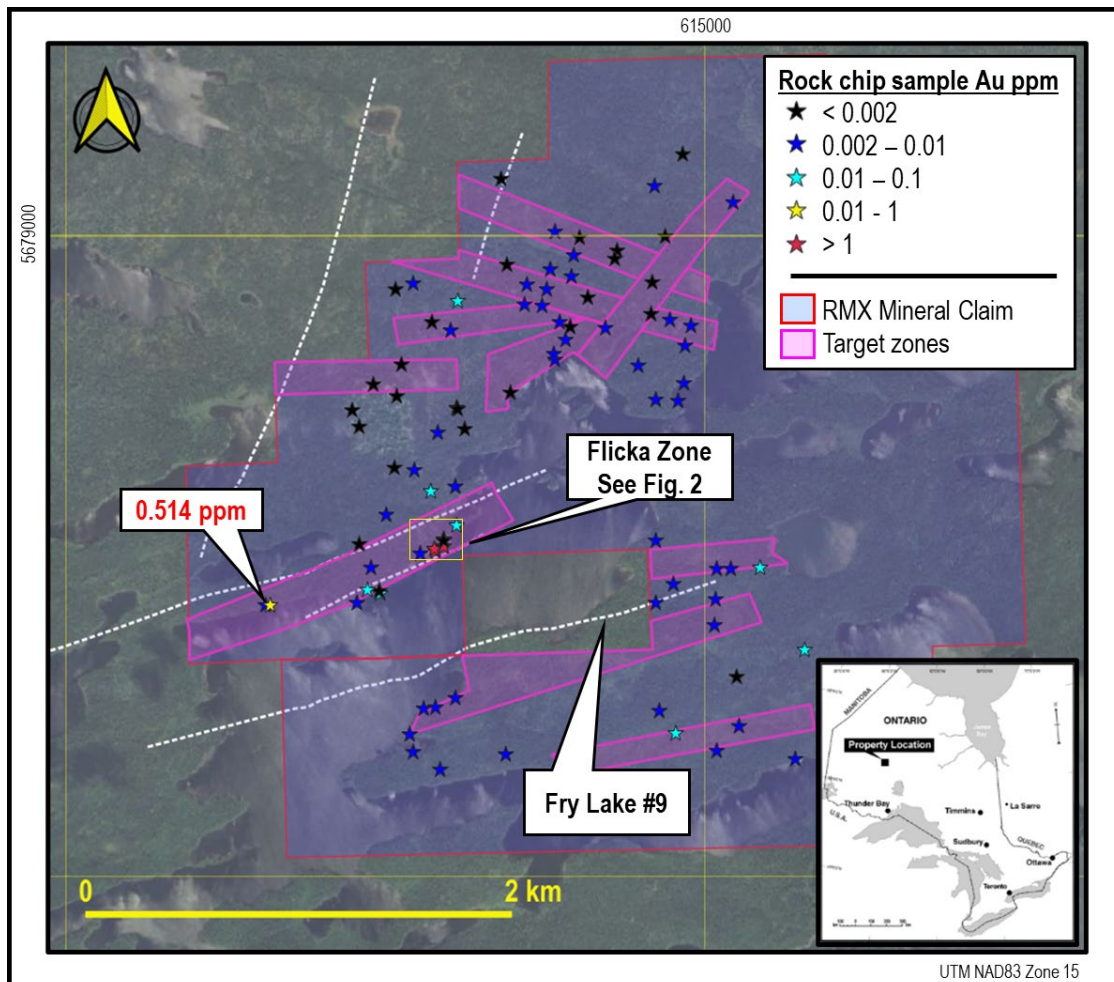 615000
5679000
Rock chip sample Au ppm
< 0.002
0.002 – 0.01
0.01 – 0.1
0.01 - 1
> 1
RMX Mineral Claim
Target zones
Flicka Zone
See Fig. 2
0.514 ppm
Fry Lake #9
0
2 km
MANITOBA
ONTARIO
Property Location
Thunder Bay
U.S.A.
Timmins
La Sarre
Sudbury
QUEBEC
Ottawa
Toronto
UTM NAD83 Zone 15